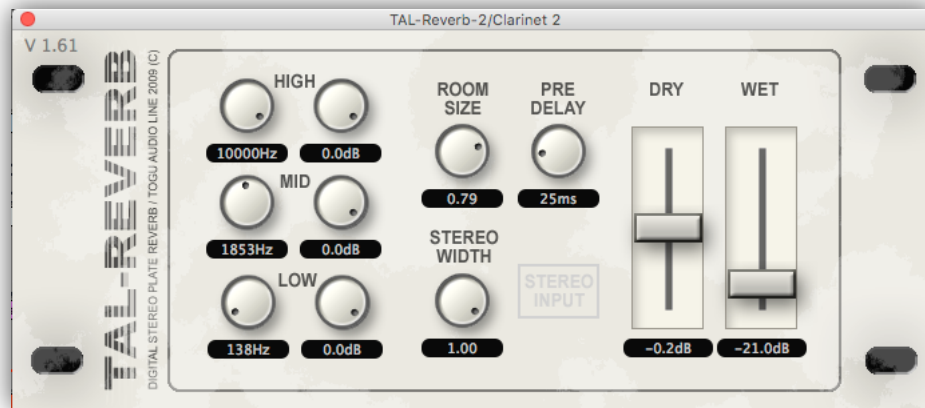 TAL-Reverb-2/Clarinet 2
V 1.61
TAL-REVERB
DIGITAL STEREO PLATE REVERB / TOGU AUDIO LINE 2009 (C)
HIGH
10000Hz
0.0dB
MID
1853Hz
0.0dB
LOW
138Hz
0.0dB
ROOM
SIZE
0.79
PRE
DELAY
25ms
STEREO
WIDTH
1.00
STEREO
INPUT
DRY
-0.2dB
WET
-21.0dB